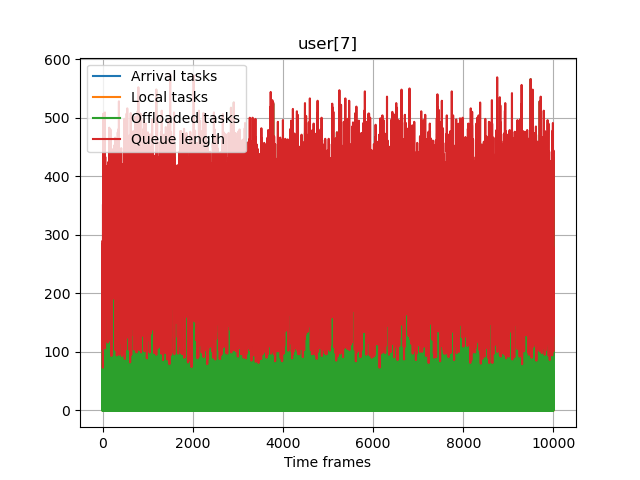 user[7]
Arrival tasks
Local tasks
Offloaded tasks
Queue length
600
500
400
300
200
100
0
0 2000 4000 6000 8000 10000
Time frames